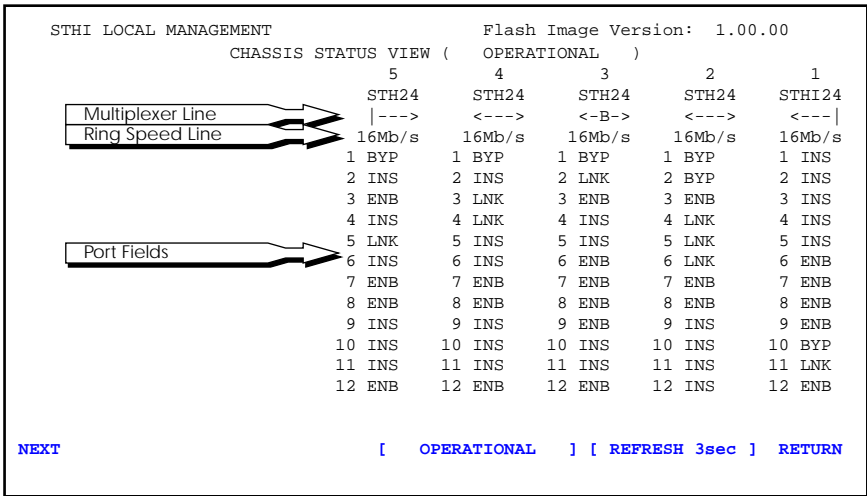 STHI LOCAL MANAGEMENT Flash Image Version: 1.00.00
CHASSIS STATUS VIEW ( OPERATIONAL )
5 4 3 2 1
STH24 STH24 STH24 STH24 STHI24
Multiplexer Line |---> <---> <-B-> <---> <---|
Ring Speed Line 16Mb/s 16Mb/s 16Mb/s 16Mb/s 16Mb/s
1 BYP 1 BYP 1 BYP 1 BYP 1 INS
2 INS 2 INS 2 LNK 2 BYP 2 INS
3 ENB 3 LNK 3 ENB 3 ENB 3 INS
4 INS 4 LNK 4 INS 4 LNK 4 INS
5 LNK 5 INS 5 INS 5 LNK 5 INS
Port Fields 6 INS 6 INS 6 ENB 6 LNK 6 ENB
7 ENB 7 ENB 7 ENB 7 ENB 7 ENB
8 ENB 8 ENB 8 ENB 8 ENB 8 ENB
9 INS 9 INS 9 ENB 9 INS 9 ENB
10 INS 10 INS 10 INS 10 INS 10 BYP
11 INS 11 INS 11 INS 11 INS 11 LNK
12 ENB 12 ENB 12 ENB 12 INS 12 ENB
NEXT [ OPERATIONAL ] [ REFRESH 3sec ] RETURN